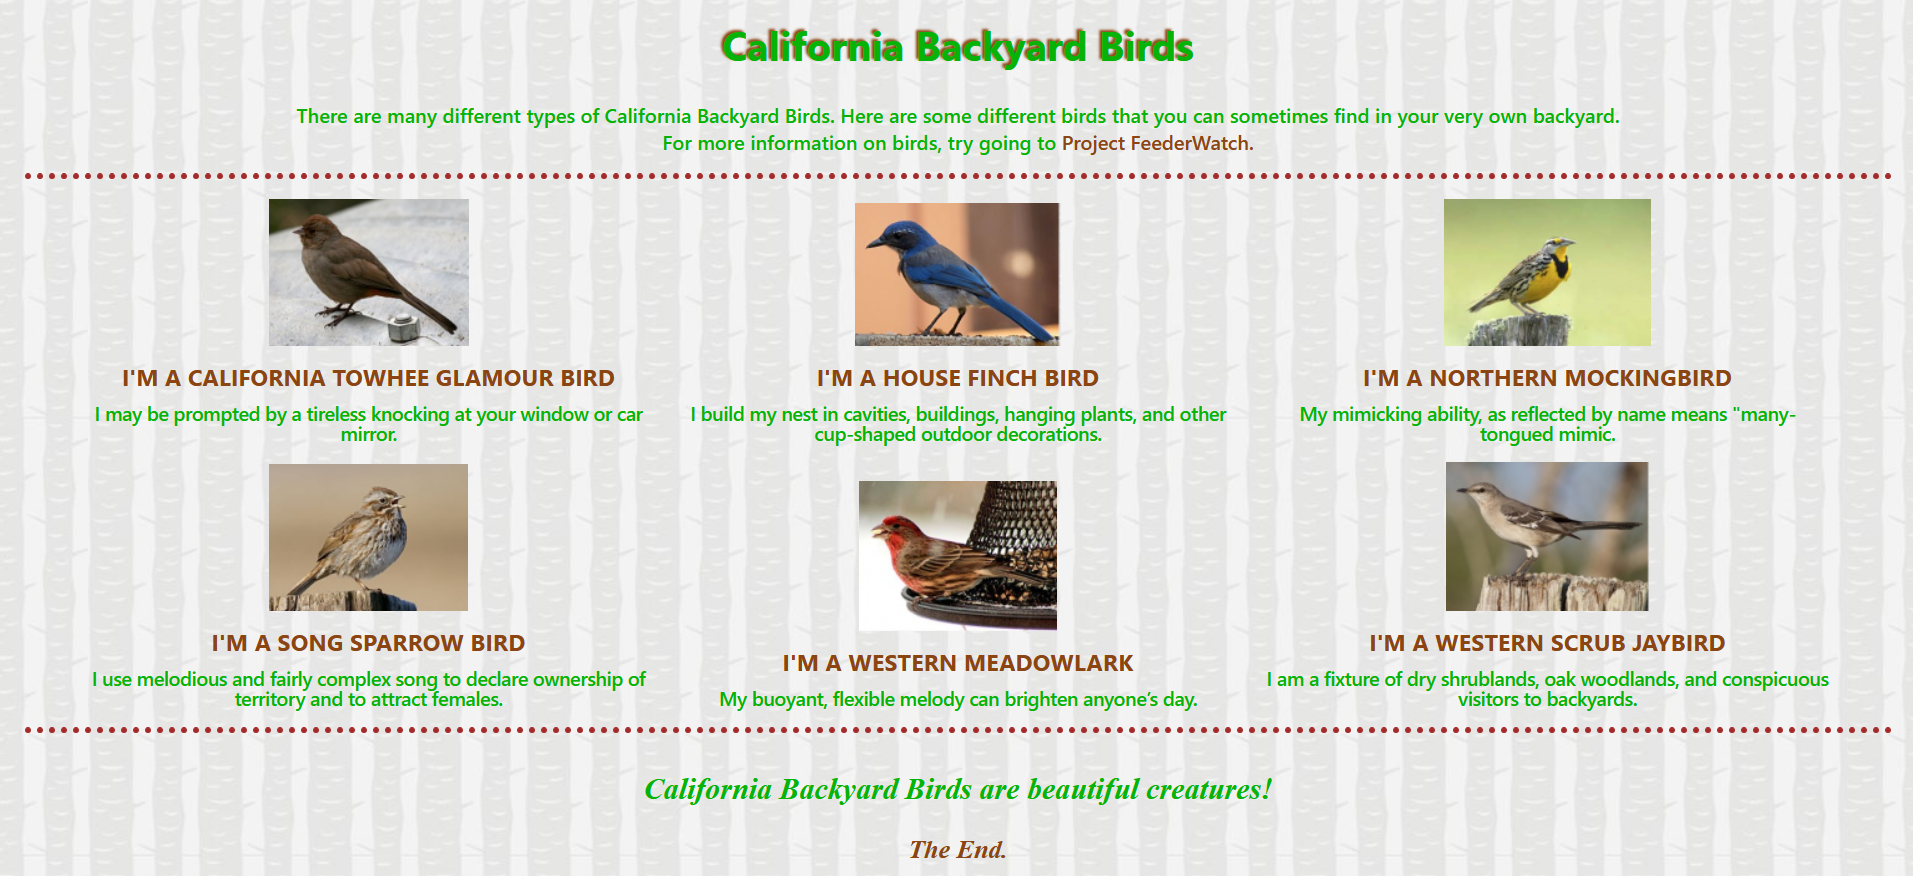 California Backyard Birds
There are many different types of California Backyard Birds. Here are some different birds that you can sometimes find in your very own backyard.
For more information on birds, try going to Project FeederWatch.
I'M A CALIFORNIA TOWHEE GLAMOUR BIRD
I may be prompted by a tireless knocking at your window or car
mirror.
I'M A HOUSE FINCH BIRD
I build my nest in cavities, buildings, hanging plants, and other
cup-shaped outdoor decorations.
I'M A NORTHERN MOCKINGBIRD
My mimicking ability, as reflected by name means "many-
tongued mimic.
I'M A SONG SPARROW BIRD
I use melodious and fairly complex song to declare ownership of
territory and to attract females.
I'M A WESTERN MEADOWLARK
My buoyant, flexible melody can brighten anyone’s day.
I'M A WESTERN SCRUB JAYBIRD
I am a fixture of dry shrublands, oak woodlands, and conspicuous
visitors to backyards.
California Backyard Birds are beautiful creatures!
The End.